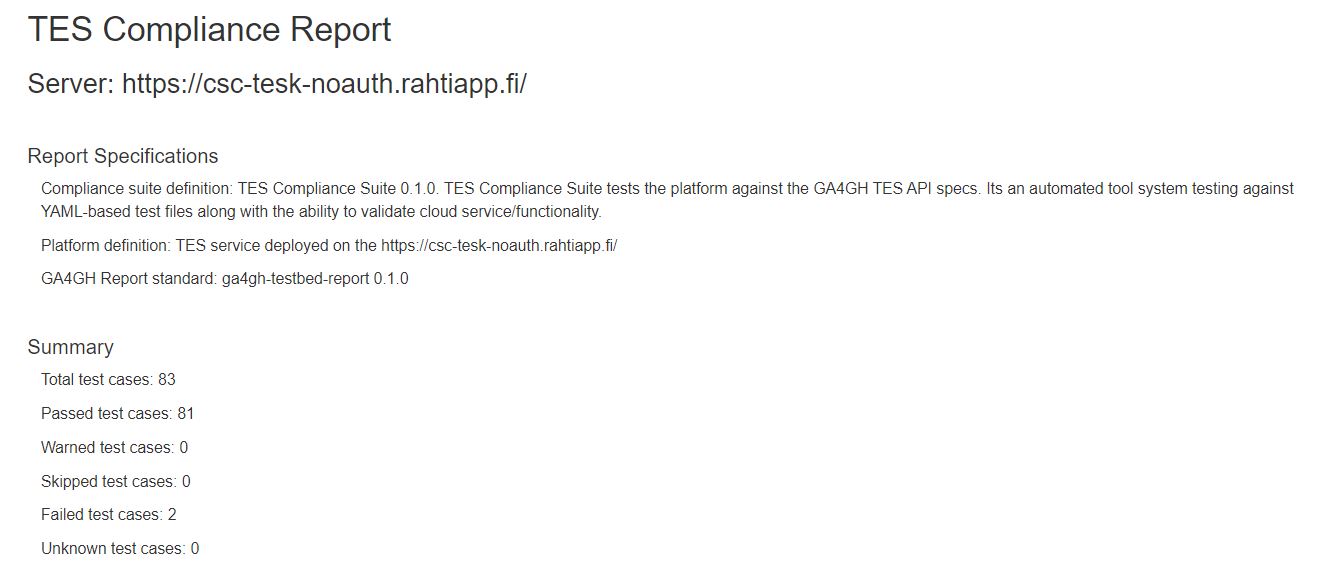 TES Compliance Report
Server: https://csc-tesk-noauth.rahtiapp.fi/
Report Specifications
Compliance suite definition: TES Compliance Suite 0.1.0. TES Compliance Suite tests the platform against the GA4GH TES API specs. Its an automated tool system testing against
YAML-based test files along with the ability to validate cloud service/functionality.
Platform definition: TES service deployed on the https://csc-tesk-noauth.rahtiapp.fi/
GA4GH Report standard: ga4gh-testbed-report 0.1.0
Summary
Total test cases: 83
Passed test cases: 81
Warned test cases: 0
Skipped test cases: 0
Failed test cases: 2
Unknown test cases: 0